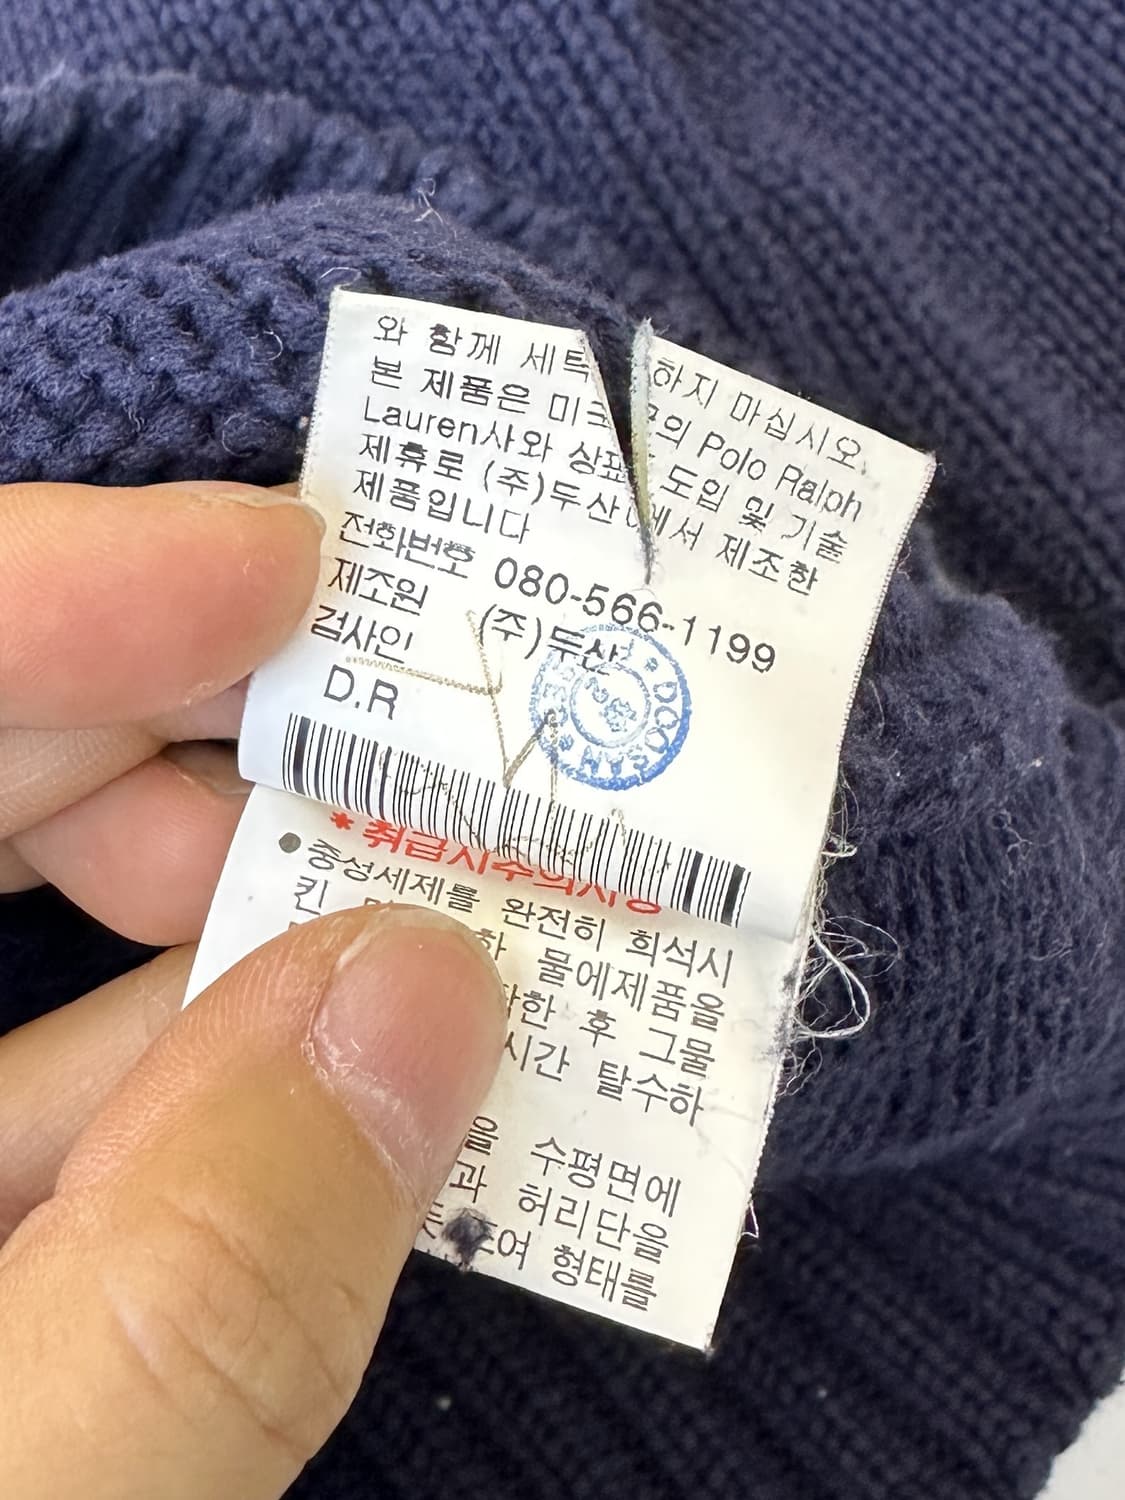 와 함께 세탁하지 마십시오.
본 제품은 미국의 Polo Ralph
Lauren사와 상표 도입 및 기술
제휴로 (주)두산에서 제조한
제품입니다
전화번호 080-566-1199
제조원 (주)두산
검사인
D.R
DOOSAN
*취급시주의사항
●중성세제를 완전히 희석시
킨 물에제품을
한 후 그물
시간 탈수하
을 수평면에
과 허리단을
여 형태를